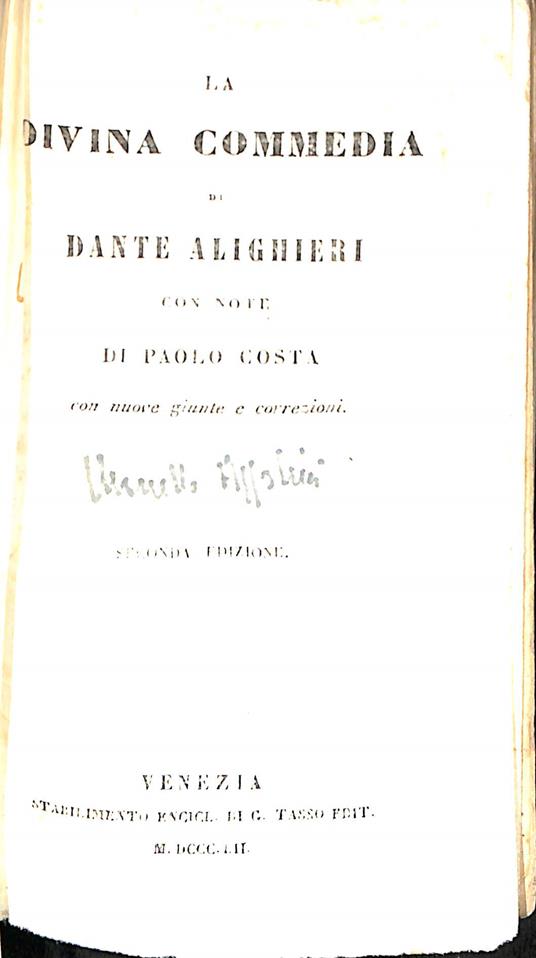 LA
DIVINA COMMEDIA
DI
DANTE ALIGHIERI
CON NOTE
DI PAOLO COSTA
con nuove giunte e correzioni.
SECONDA EDIZIONE.
VENEZIA
STABILIMENTO ENCICL. DI G. TASSO EDIT.
M. DCCC.LII.